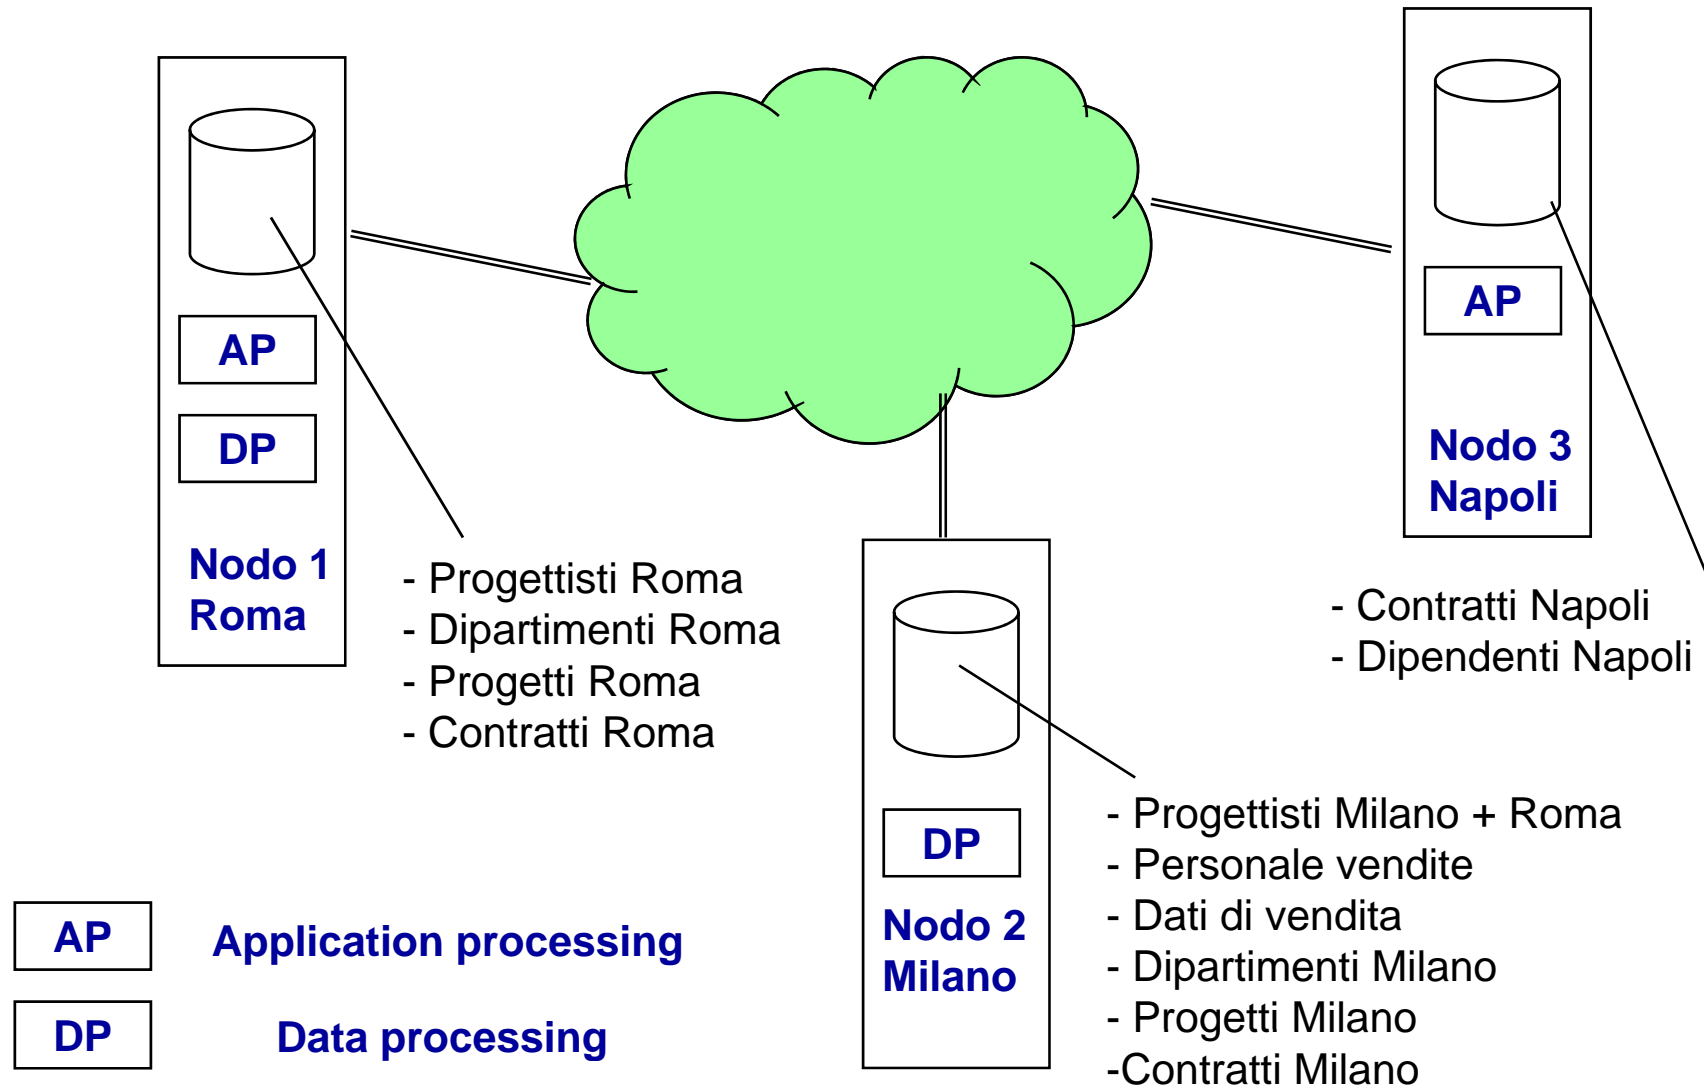 AP
DP
Nodo 1
Roma
- Progettisti Roma
- Dipartimenti Roma
- Progetti Roma
- Contratti Roma
AP
Nodo 3
Napoli
- Contratti Napoli
- Dipendenti Napoli
DP
Nodo 2
Milano
- Progettisti Milano + Roma
- Personale vendite
- Dati di vendita
- Dipartimenti Milano
- Progetti Milano
-Contratti Milano
AP Application processing
DP Data processing